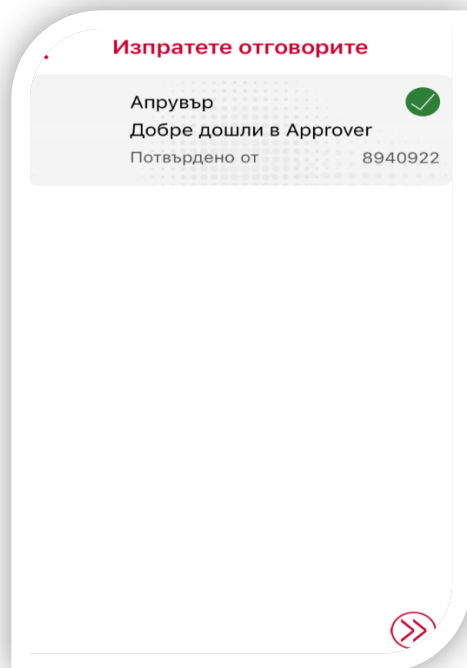 Изпратете отговорите
Апрувър
Добре дошли в Approver
Потвърдено от 8940922